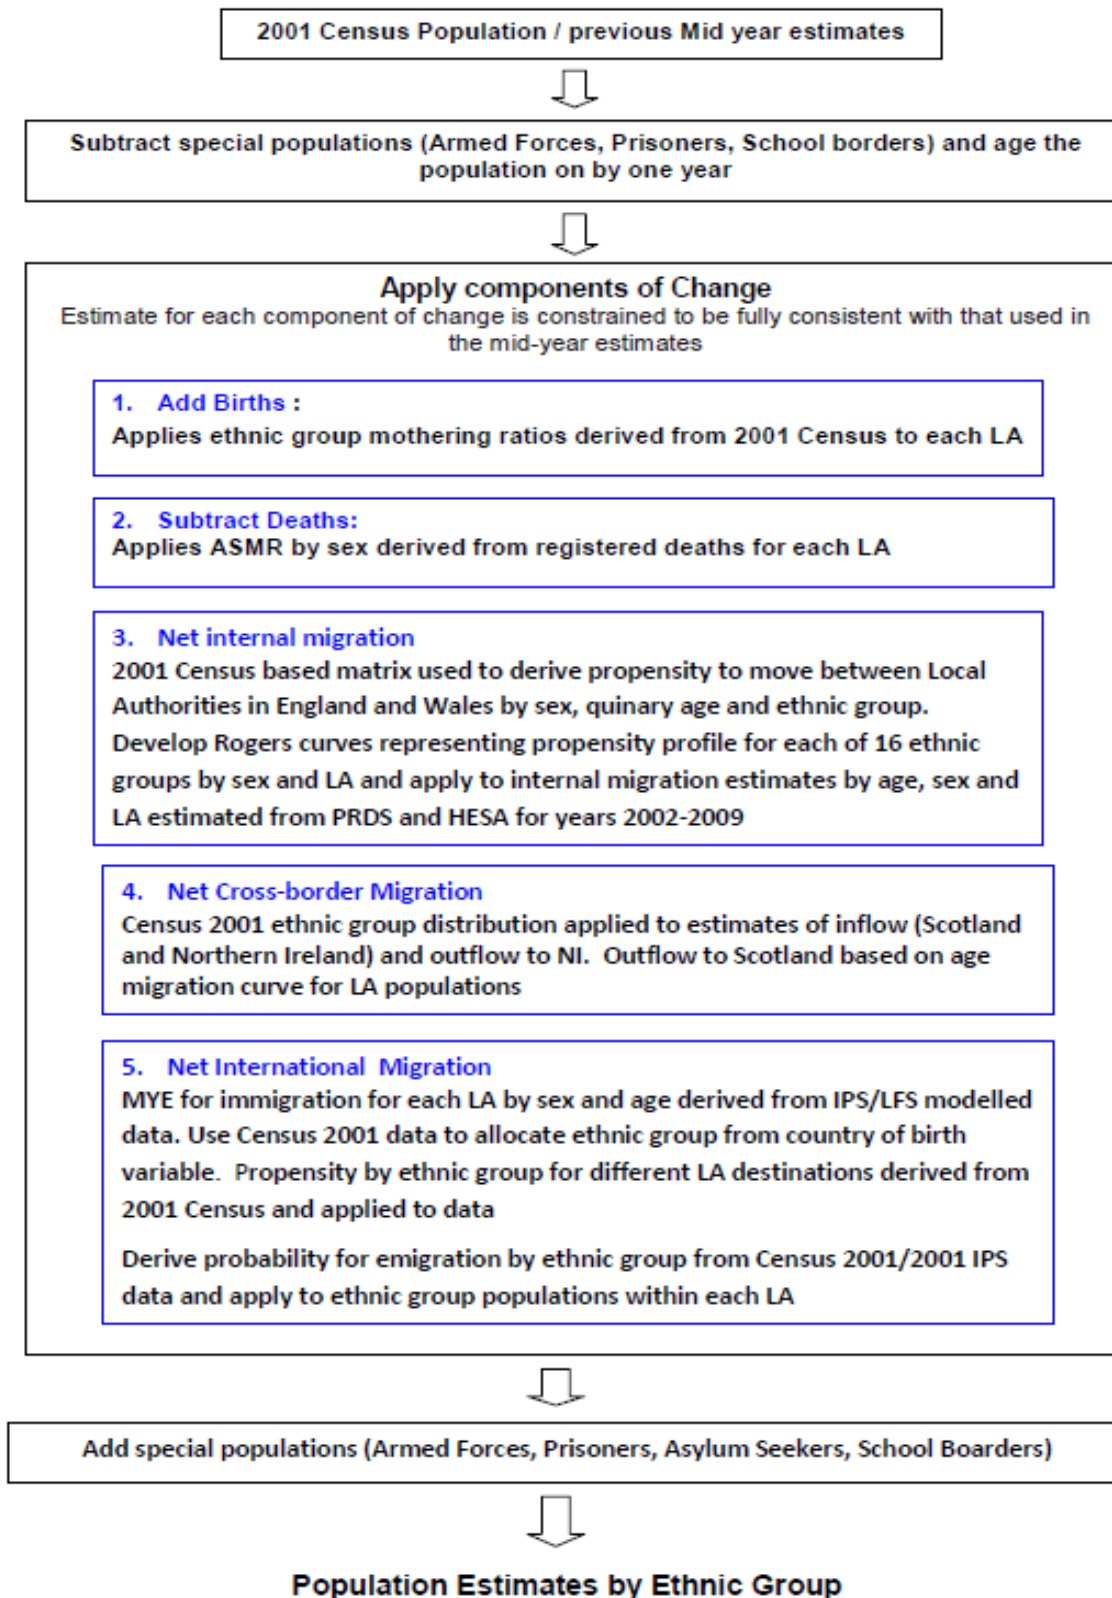 2001 Census Population / previous Mid year estimates
Subtract special populations (Armed Forces, Prisoners, School borders) and age the
population on by one year
Apply components of Change
Estimate for each component of change is constrained to be fully consistent with that used in
the mid-year estimates
1. Add Births :
Applies ethnic group mothering ratios derived from 2001 Census to each LA
2. Subtract Deaths:
Applies ASMR by sex derived from registered deaths for each LA
3. Net internal migration
2001 Census based matrix used to derive propensity to move between Local
Authorities in England and Wales by sex, quinary age and ethnic group.
Develop Rogers curves representing propensity profile for each of 16 ethnic
groups by sex and LA and apply to internal migration estimates by age, sex and
LA estimated from PRDS and HESA for years 2002-2009
4. Net Cross-border Migration
Census 2001 ethnic group distribution applied to estimates of inflow (Scotland
and Northern Ireland) and outflow to NI. Outflow to Scotland based on age
migration curve for LA populations
5. Net International Migration
MYE for immigration for each LA by sex and age derived from IPS/LFS modelled
data. Use Census 2001 data to allocate ethnic group from country of birth
variable. Propensity by ethnic group for different LA destinations derived from
2001 Census and applied to data
Derive probability for emigration by ethnic group from Census 2001/2001 IPS
data and apply to ethnic group populations within each LA
Add special populations (Armed Forces, Prisoners, Asylum Seekers, School Boarders)
Population Estimates by Ethnic Group